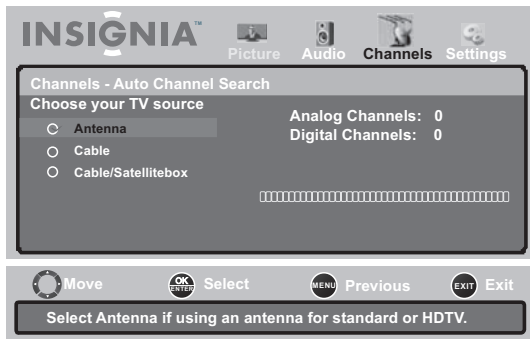 INSIGNIA™
Picture Audio Channels Settings
Channels - Auto Channel Search
Choose your TV source
Antenna
Cable
Cable/Satellitebox
Analog Channels: 0
Digital Channels: 0
Move OK ENTER Select MENU Previous EXIT Exit
Select Antenna if using an antenna for standard or HDTV.